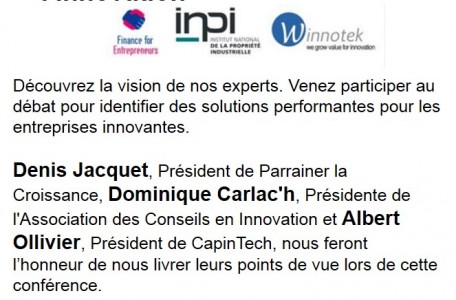 Finance for
Entrepreneurs
inpi
INSTITUT NATIONAL
DE LA PROPRIÉTÉ
INDUSTRIELLE
Winnotek
we grow value for innovation
Découvrez la vision de nos experts. Venez participer au
débat pour identifier des solutions performantes pour les
entreprises innovantes.
Denis Jacquet, Président de Parrainer la
Croissance, Dominique Carlac'h, Présidente de
l'Association des Conseils en Innovation et Albert
Ollivier, Président de CapinTech, nous feront
l’honneur de nous livrer leurs points de vue lors de cette
conférence.